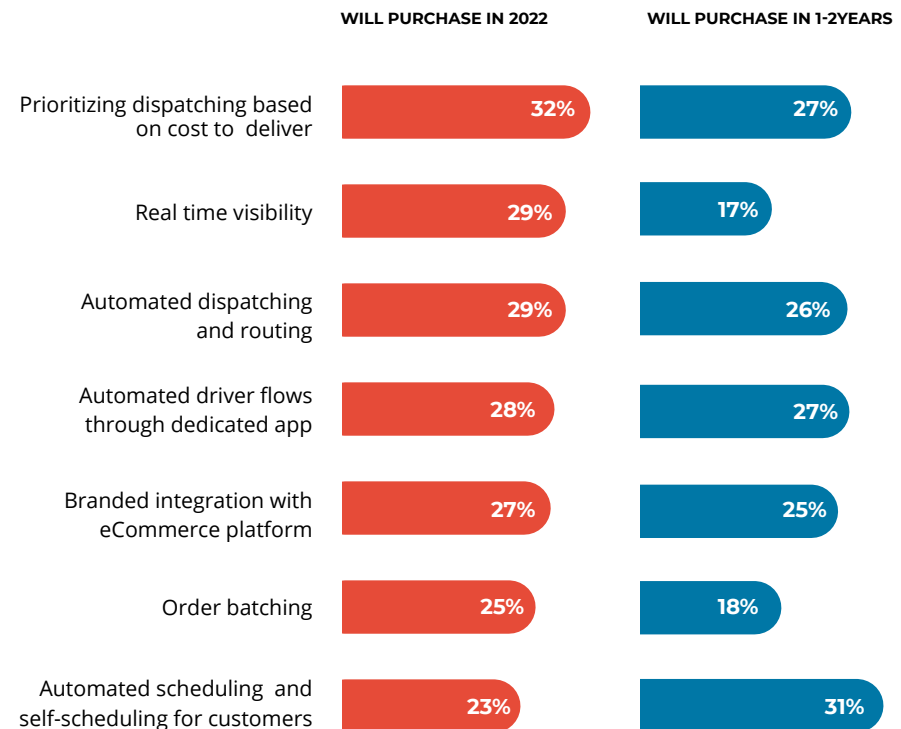 WILL PURCHASE IN 2022
WILL PURCHASE IN 1-2YEARS
Prioritizing dispatching based
on cost to deliver
32%
27%
Real time visibility
29%
17%
Automated dispatching
and routing
29%
26%
Automated driver flows
through dedicated app
28%
27%
Branded integration with
eCommerce platform
27%
25%
Order batching
25%
18%
Automated scheduling and
self-scheduling for customers
23%
31%